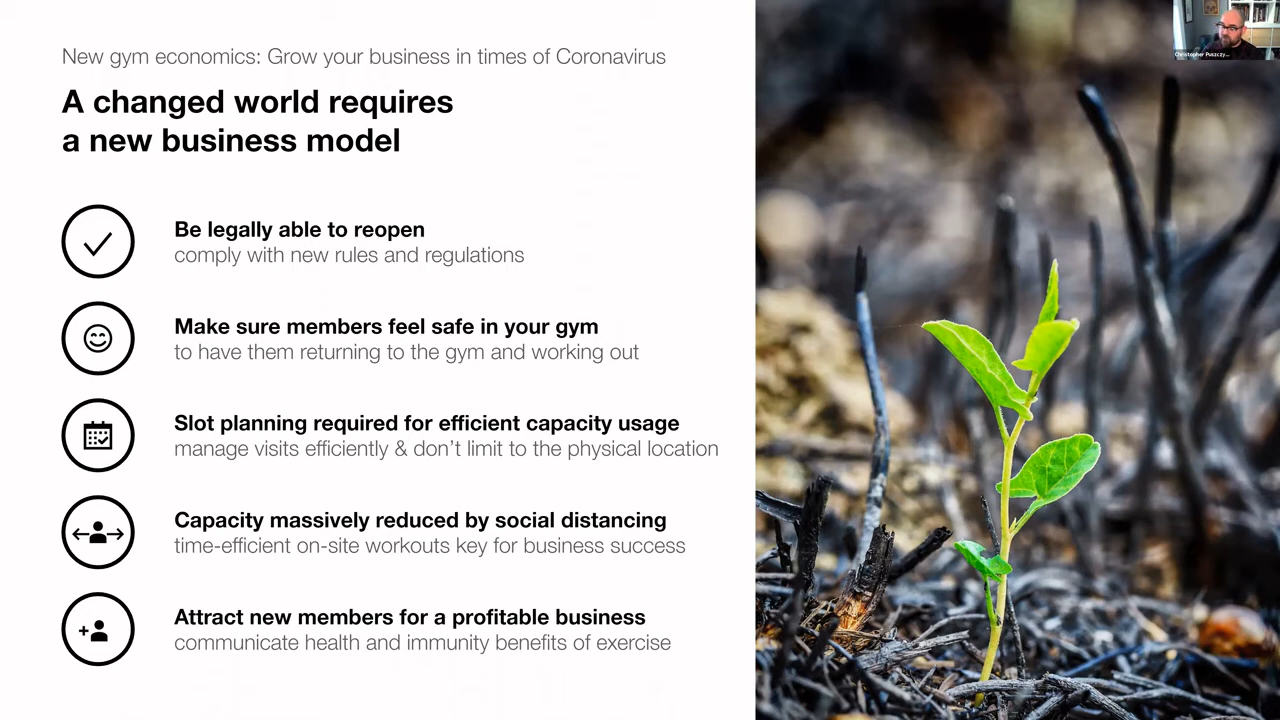 New gym economics: Grow your business in times of Coronavirus
A changed world requires
a new business model
Be legally able to reopen
comply with new rules and regulations
Make sure members feel safe in your gym
to have them returning to the gym and working out
Slot planning required for efficient capacity usage
manage visits efficiently & don’t limit to the physical location
Capacity massively reduced by social distancing
time-efficient on-site workouts key for business success
Attract new members for a profitable business
communicate health and immunity benefits of exercise
Christopher